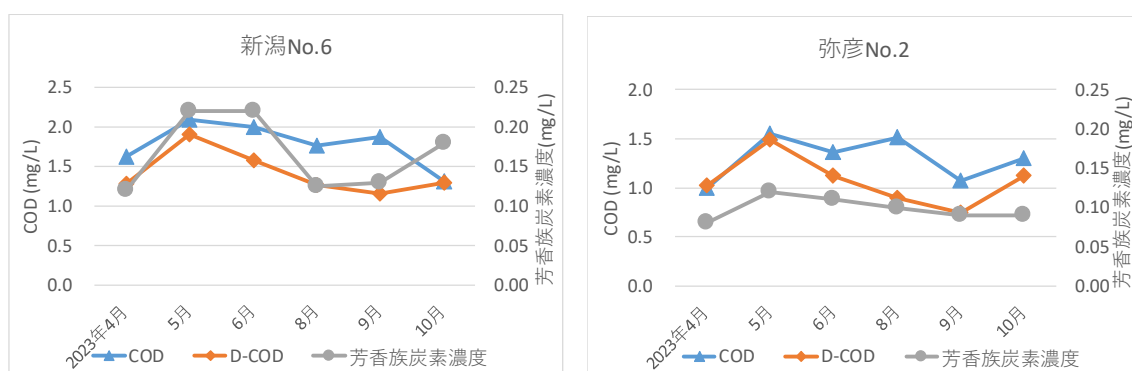 新潟No.6
COD (mg/L)
2.5
2.0
1.5
1.0
0.5
0.0
0.25
0.20
0.15
0.10
0.05
0.00
芳香族炭素濃度(mg/L)
2023年4月
5月
6月
8月
9月
10月
COD
D-COD
芳香族炭素濃度
弥彦No.2
COD (mg/L)
2.0
1.5
1.0
0.5
0.0
0.25
0.20
0.15
0.10
0.05
0.00
芳香族炭素濃度(mg/L)
2023年4月
5月
6月
8月
9月
10月
COD
D-COD
芳香族炭素濃度